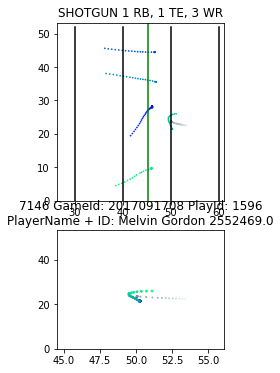 SHOTGUN 1 RB, 1 TE, 3 WR
50
40
30
20
10
0
30 40 50 60
7146 GameId: 2017091708 PlayId: 1596
PlayerName + ID: Melvin Gordon 2552469.0
40
20
0
45.0 47.5 50.0 52.5 55.0